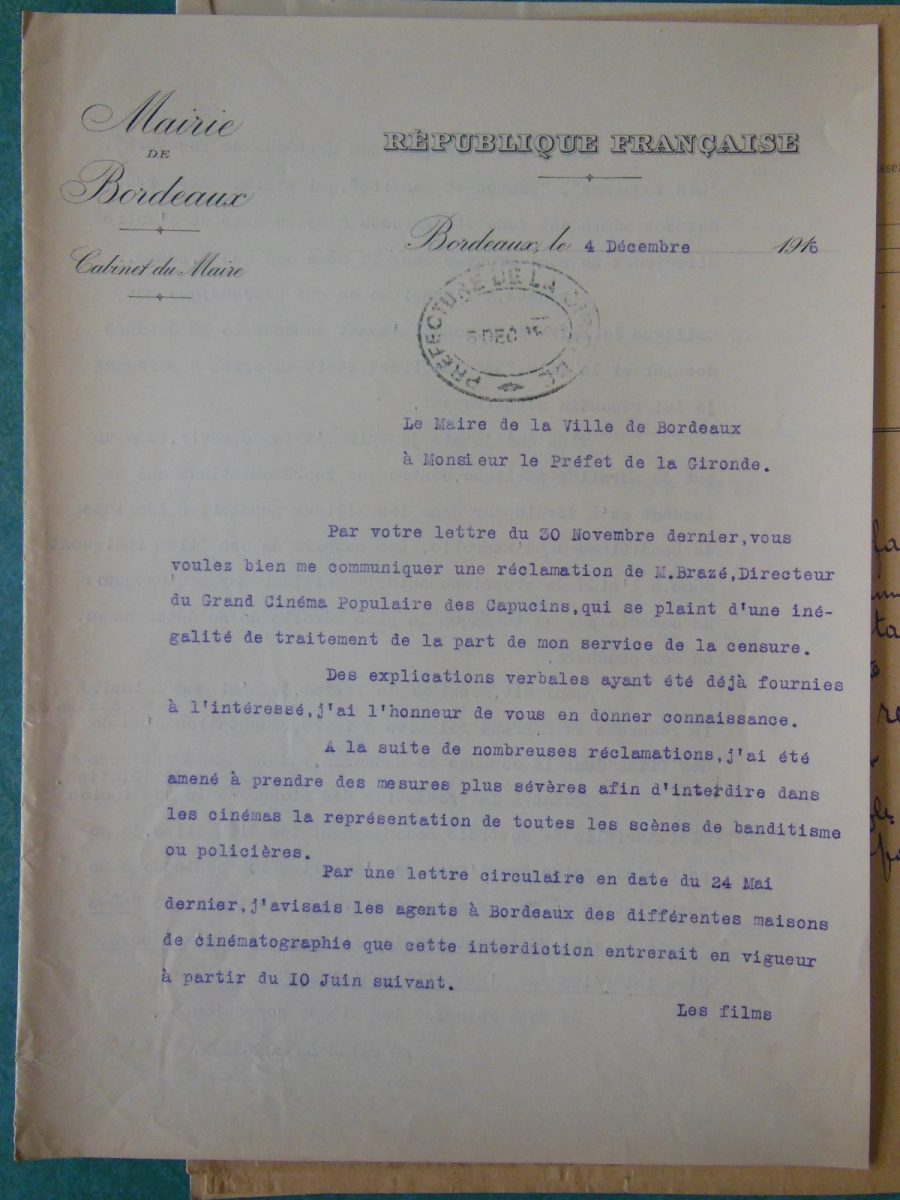 Mairie
DE
Bordeaux
Cabinet du Maire
RÉPUBLIQUE FRANÇAISE
Bordeaux, le 4 Décembre 1916
PRÉFECTURE DE LA GIRONDE
5 DEC
Le Maire de la Ville de Bordeaux
à Monsieur le Préfet de la Gironde.
Par votre lettre du 30 Novembre dernier,vous
voulez bien me communiquer une réclamation de M.Brazé,Directeur
du Grand Cinéma Populaire des Capucins,qui se plaint d'une iné-
galité de traitement de la part de mon service de la censure.
Des explications verbales ayant été déjà fournies
à l'intéressé,j'ai l'honneur de vous en donner connaissance.
A la suite de nombreuses réclamations,j'ai été
amené à prendre des mesures plus sévères afin d'interdire dans
les cinémas la représentation de toutes les scènes de banditisme
ou policières.
Par une lettre circulaire en date du 24 Mai
dernier,j'avisais les agents à Bordeaux des différentes maisons
de cinématographie que cette interdiction entrerait en vigueur
à partir du IO Juin suivant.
Les films